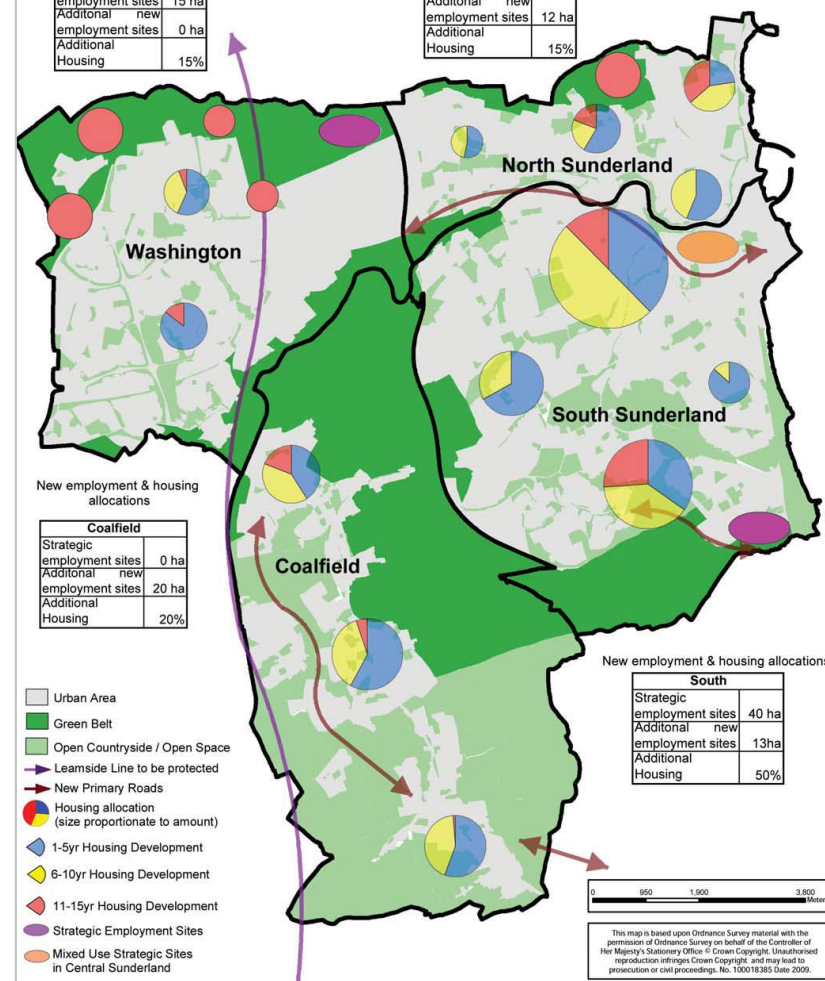 employment sites 15 ha
Additonal new
employment sites 0 ha
Additional
Housing 15%
Additonal new
employment sites 12 ha
Additional
Housing 15%
North Sunderland
Washington
South Sunderland
New employment & housing
allocations
Coalfield
Strategic
employment sites 0 ha
Additonal new
employment sites 20 ha
Additional
Housing 20%
Coalfield
New employment & housing allocations
South
Strategic
employment sites 40 ha
Additonal new
employment sites 13ha
Additional
Housing 50%
Urban Area
Green Belt
Open Countryside / Open Space
Leamside Line to be protected
New Primary Roads
Housing allocation
(size proportionate to amount)
1-5yr Housing Development
6-10yr Housing Development
11-15yr Housing Development
Strategic Employment Sites
Mixed Use Strategic Sites
in Central Sunderland
0 950 1,900 3,800
Meter
This map is based upon Ordnance Survey material with the
permission of Ordnance Survey on behalf of the Controller of
Her Majesty's Stationery Office © Crown Copyright. Unauthorised
reproduction infringes Crown Copyright and may lead to
prosecution or civil proceedings. No. 100018385 Date 2009.